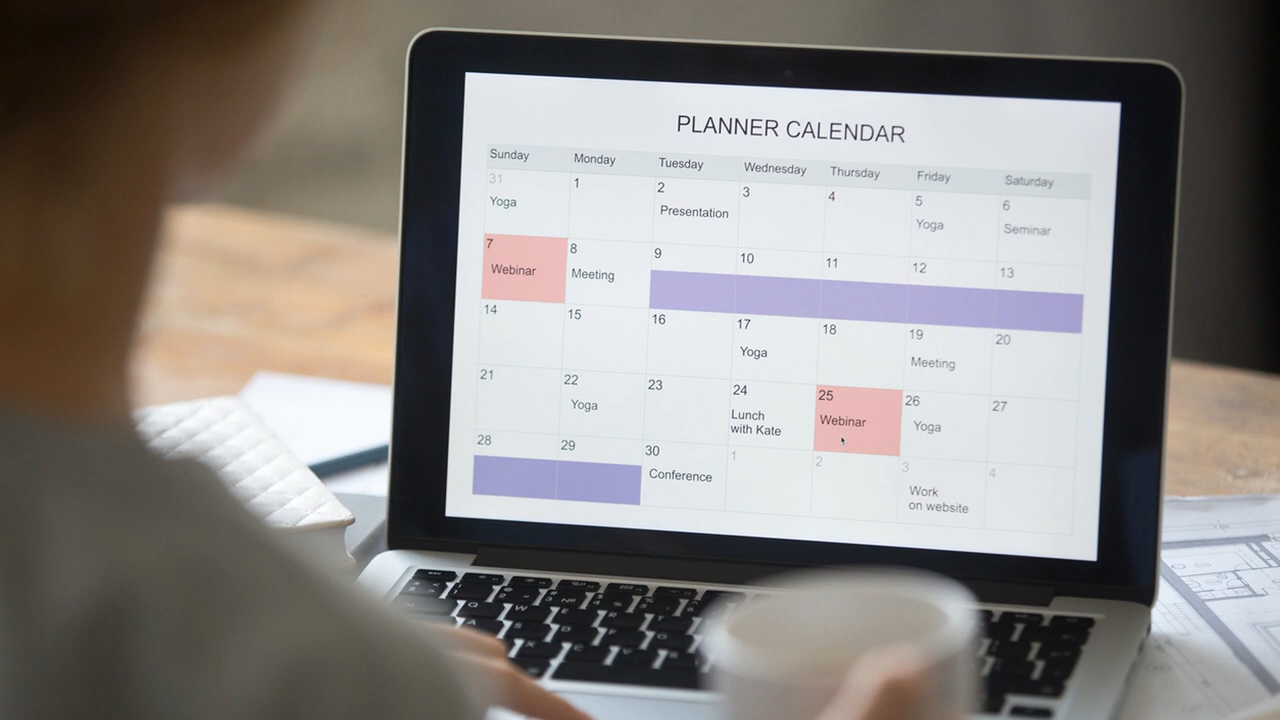 PLANNER CALENDAR
Sunday Monday Tuesday Wednesday Thursday Friday Saturday
31 1 2 3 4 5 6
Yoga Presentation Yoga Seminar
7 8 9 10 11 12 13
Webinar Meeting
14 15 16 17 18 19 20
Yoga Meeting
21 22 23 24 25 26 27
Yoga Lunch Webinar Yoga
with Kate
28 29 30 1 2 3 4
Conference Work
on website